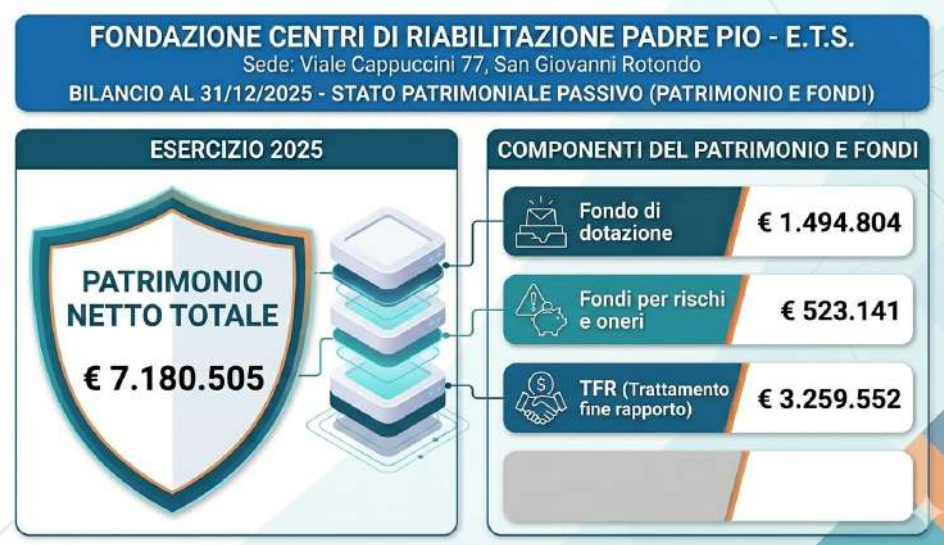 FONDAZIONE CENTRI DI RIABILITAZIONE PADRE PIO - E.T.S.
Sede: Viale Cappuccini 77, San Giovanni Rotondo
BILANCIO AL 31/12/2025 - STATO PATRIMONIALE PASSIVO (PATRIMONIO E FONDI)
ESERCIZIO 2025
PATRIMONIO
NETTO TOTALE
€ 7.180.505
COMPONENTI DEL PATRIMONIO E FONDI
Fondo di
dotazione
€ 1.494.804
Fondi per rischi
e oneri
€ 523.141
TFR (Trattamento
fine rapporto)
€ 3.259.552